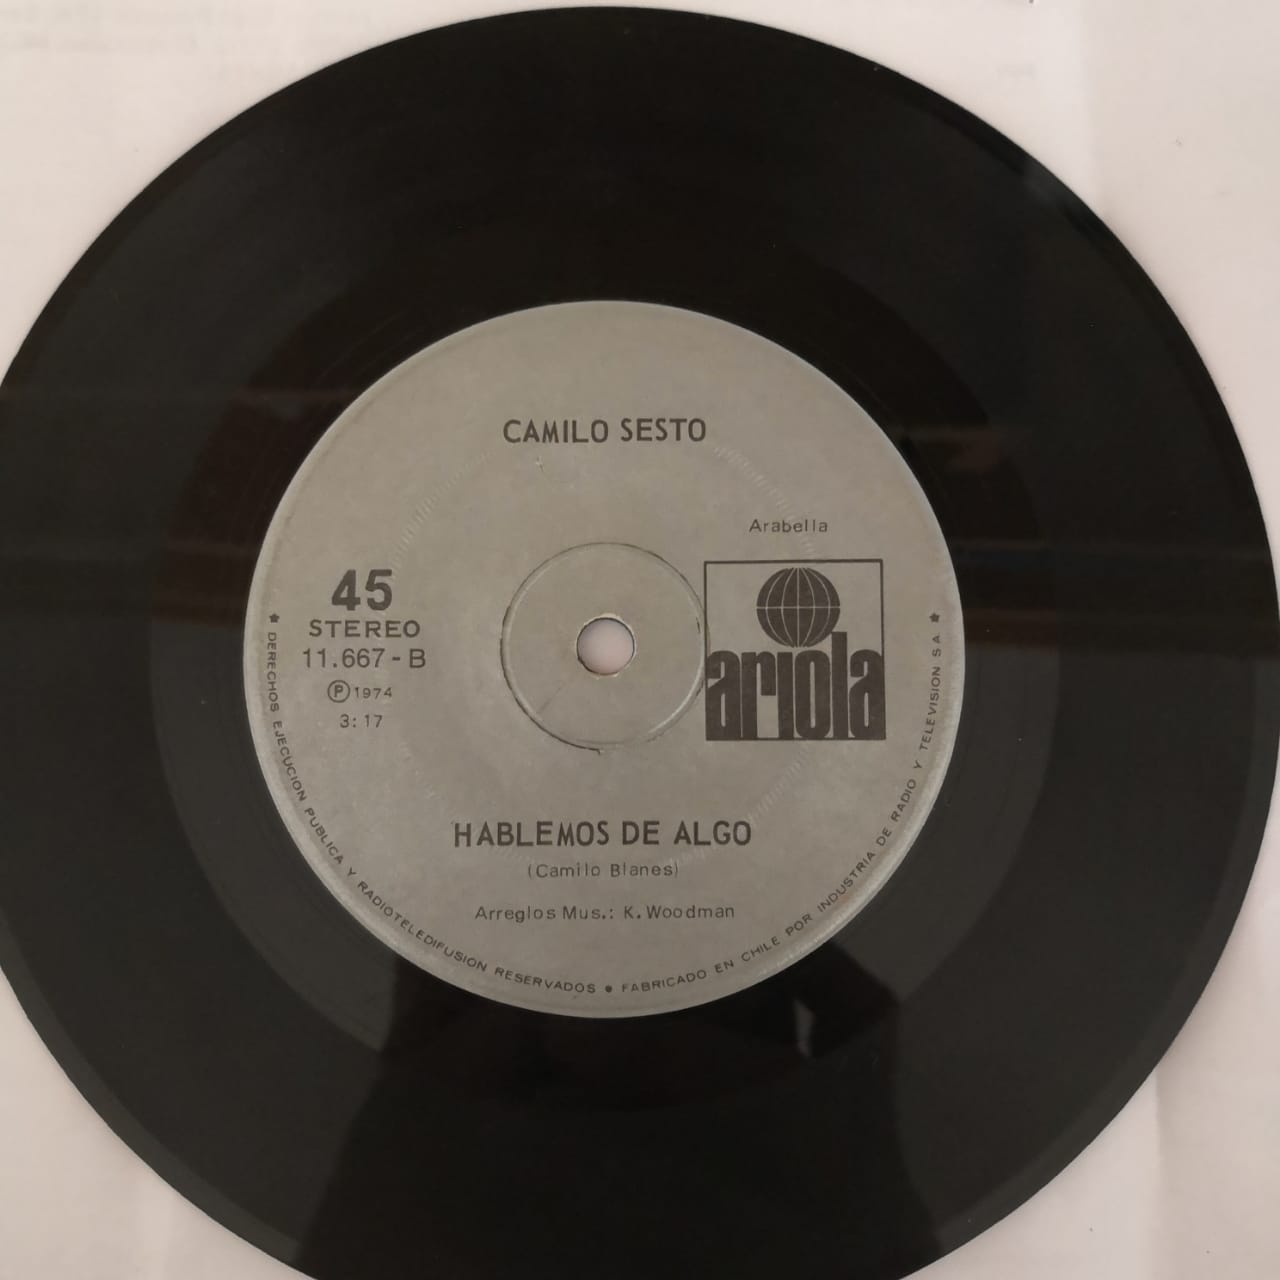 CAMILO SESTO
Arabella
45
STEREO
11.667-B
Ⓟ1974
3:17
ariola
HABLEMOS DE ALGO
(Camilo Blanes)
Arreglos Mus.: K. Woodman
★ DERECHOS EJECUCION PUBLICA Y RADIOTELEDIFUSION RESERVADOS ● FABRICADO EN CHILE POR INDUSTRIA DE RADIO Y TELEVISION S.A. ★